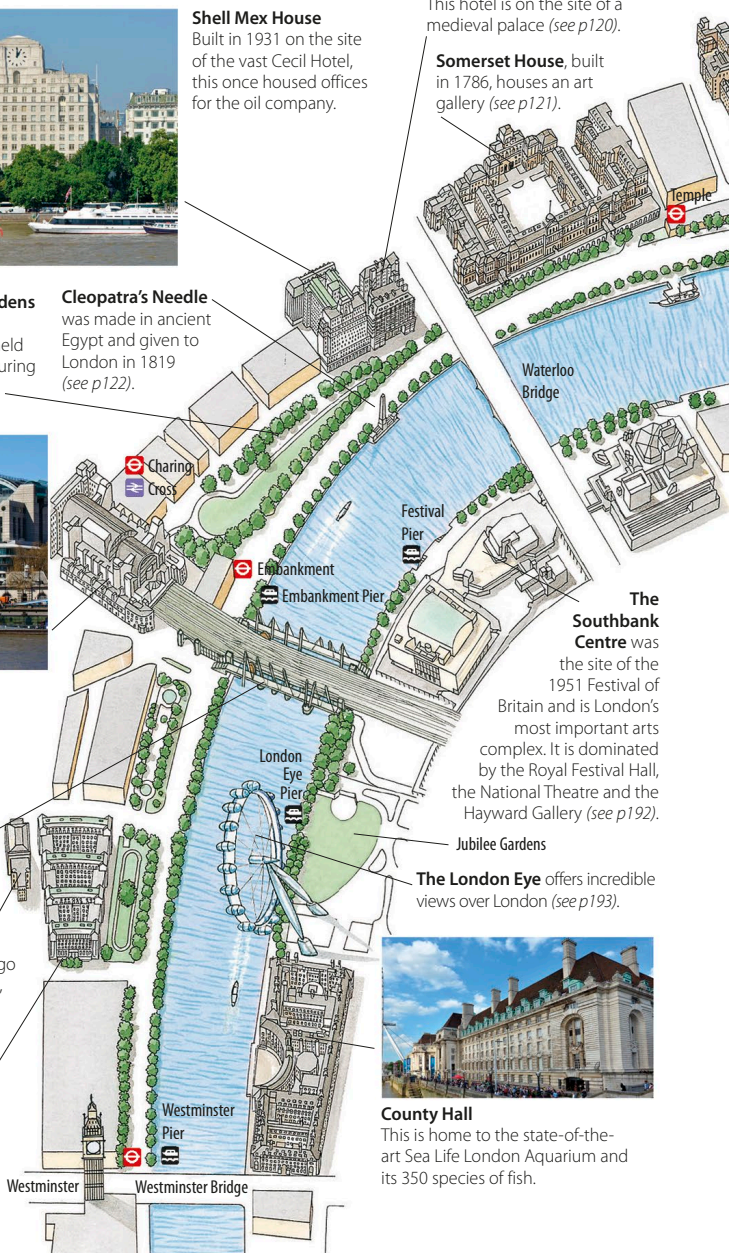 Shell Mex House
Built in 1931 on the site
of the vast Cecil Hotel,
this once housed offices
for the oil company.
This hotel is on the site of a
medieval palace (see p120).
Somerset House, built
in 1786, houses an art
gallery (see p121).
Temple
dens
eld
uring
Cleopatra's Needle
was made in ancient
Egypt and given to
London in 1819
(see p122).
Waterloo
Bridge
Charing
Cross
Festival
Pier
Embankment
Embankment Pier
The
Southbank
Centre was
the site of the
1951 Festival of
Britain and is London's
most important arts
complex. It is dominated
by the Royal Festival Hall,
the National Theatre and the
Hayward Gallery (see p192).
London
Eye
Pier
Jubilee Gardens
The London Eye offers incredible
views over London (see p193).
go
County Hall
This is home to the state-of-the-
art Sea Life London Aquarium and
its 350 species of fish.
Westminster
Pier
Westminster
Westminster Bridge